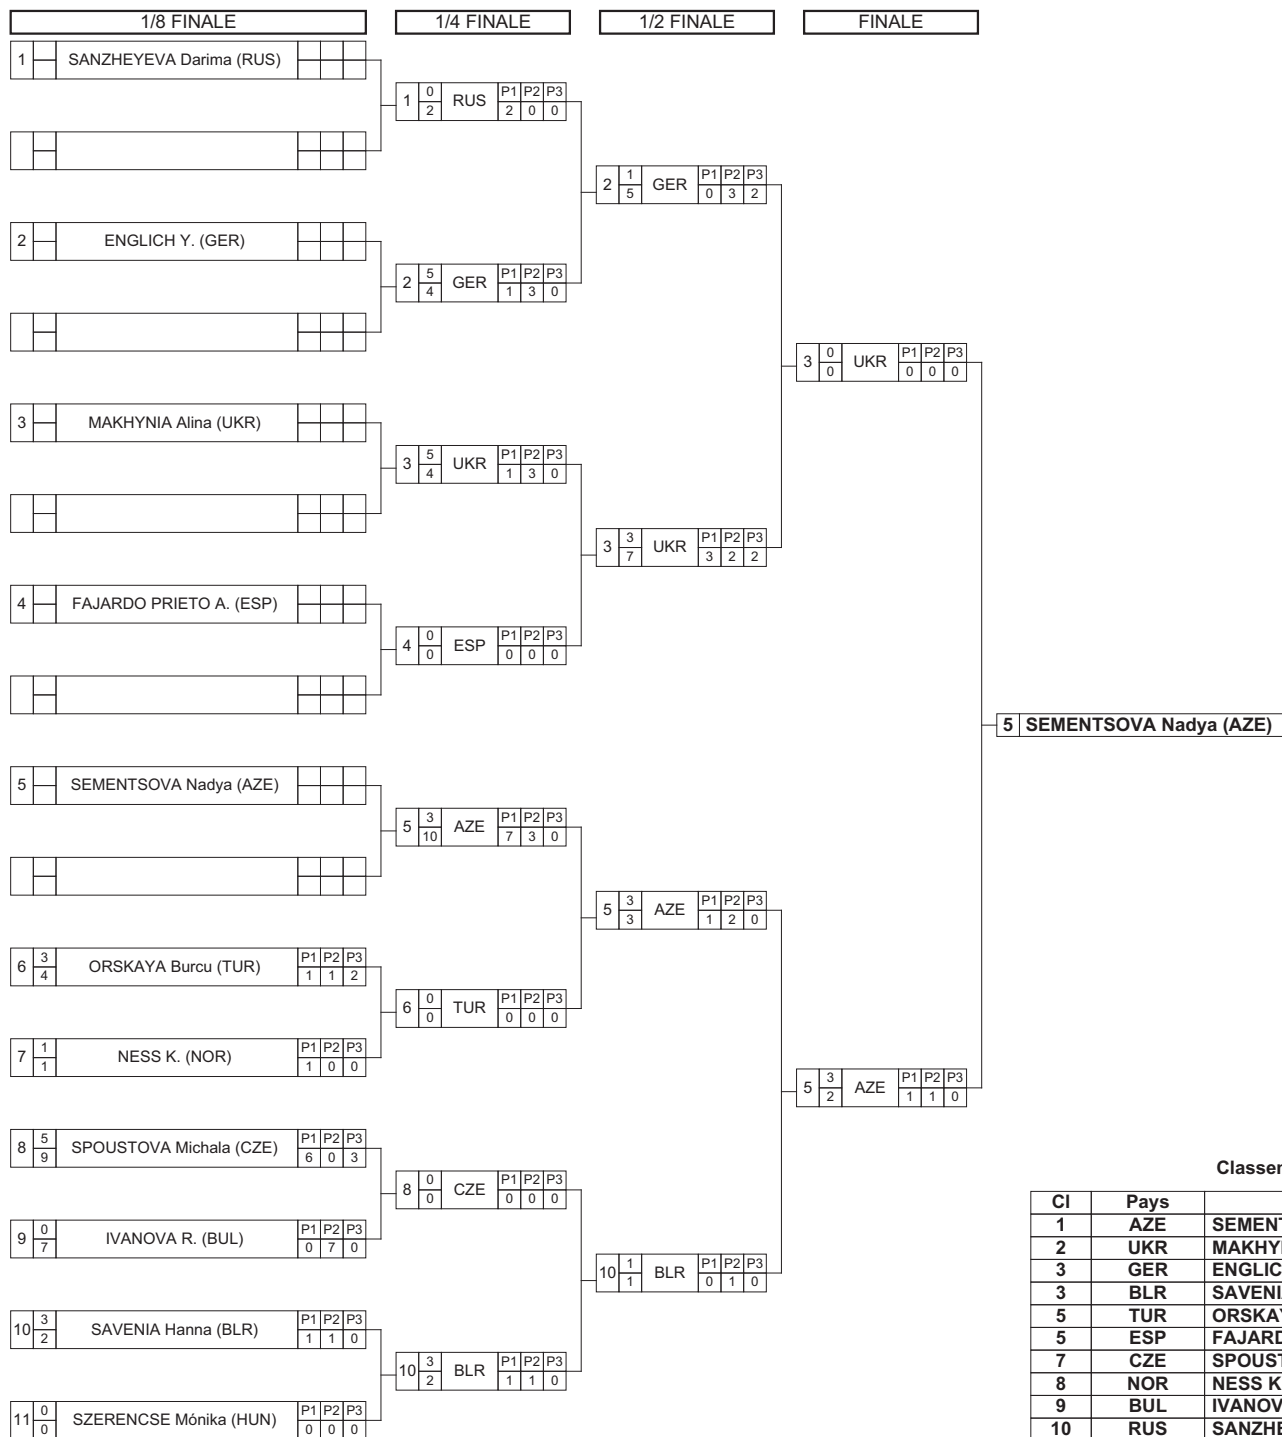 1/8 FINALE 1/4 FINALE 1/2 FINALE FINALE
1 SANZHEYEVA Darima (RUS)
1 0 2 RUS P1 P2 P3 2 0 0
2 1 5 GER P1 P2 P3 0 3 2
2 ENGLICH Y. (GER)
2 5 4 GER P1 P2 P3 1 3 0
3 0 0 UKR P1 P2 P3 0 0 0
3 MAKHYNIA Alina (UKR)
3 5 4 UKR P1 P2 P3 1 3 0
3 3 7 UKR P1 P2 P3 3 2 2
4 FAJARDO PRIETO A. (ESP)
4 0 0 ESP P1 P2 P3 0 0 0
5 SEMENTSOVA Nadya (AZE)
5 SEMENTSOVA Nadya (AZE)
5 3 10 AZE P1 P2 P3 7 3 0
5 3 3 AZE P1 P2 P3 1 2 0
6 3 4 ORSKAYA Burcu (TUR) P1 P2 P3 1 1 2
6 0 0 TUR P1 P2 P3 0 0 0
7 1 1 NESS K. (NOR) P1 P2 P3 1 0 0
5 3 2 AZE P1 P2 P3 1 1 0
8 5 9 SPOUSTOVA Michala (CZE) P1 P2 P3 6 0 3
8 0 0 CZE P1 P2 P3 0 0 0
9 0 7 IVANOVA R. (BUL) P1 P2 P3 0 7 0
10 1 1 BLR P1 P2 P3 0 1 0
10 3 2 SAVENIA Hanna (BLR) P1 P2 P3 1 1 0
10 3 2 BLR P1 P2 P3 1 1 0
11 0 0 SZERENCSE Mónika (HUN) P1 P2 P3 0 0 0
Classer
Cl Pays
1 AZE SEMENT
2 UKR MAKHY
3 GER ENGLIC
3 BLR SAVENI
5 TUR ORSKA
5 ESP FAJARD
7 CZE SPOUST
8 NOR NESS K
9 BUL IVANOV
10 RUS SANZHE